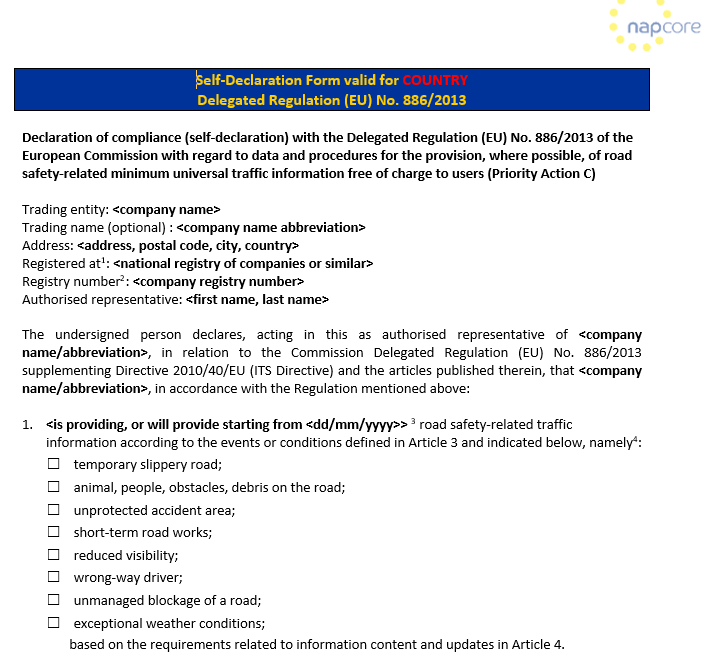 napcore
Self-Declaration Form valid for COUNTRY
Delegated Regulation (EU) No. 886/2013
Declaration of compliance (self-declaration) with the Delegated Regulation (EU) No. 886/2013 of the
European Commission with regard to data and procedures for the provision, where possible, of road
safety-related minimum universal traffic information free of charge to users (Priority Action C)
Trading entity: <company name>
Trading name (optional) : <company name abbreviation>
Address: <address, postal code, city, country>
Registered at¹: <national registry of companies or similar>
Registry number²: <company registry number>
Authorised representative: <first name, last name>
The undersigned person declares, acting in this as authorised representative of <company
name/abbreviation>, in relation to the Commission Delegated Regulation (EU) No. 886/2013
supplementing Directive 2010/40/EU (ITS Directive) and the articles published therein, that <company
name/abbreviation>, in accordance with the Regulation mentioned above:
1. <is providing, or will provide starting from <dd/mm/yyyy>> ³ road safety-related traffic
information according to the events or conditions defined in Article 3 and indicated below, namely⁴:
☐ temporary slippery road;
☐ animal, people, obstacles, debris on the road;
☐ unprotected accident area;
☐ short-term road works;
☐ reduced visibility;
☐ wrong-way driver;
☐ unmanaged blockage of a road;
☐ exceptional weather conditions;
based on the requirements related to information content and updates in Article 4.